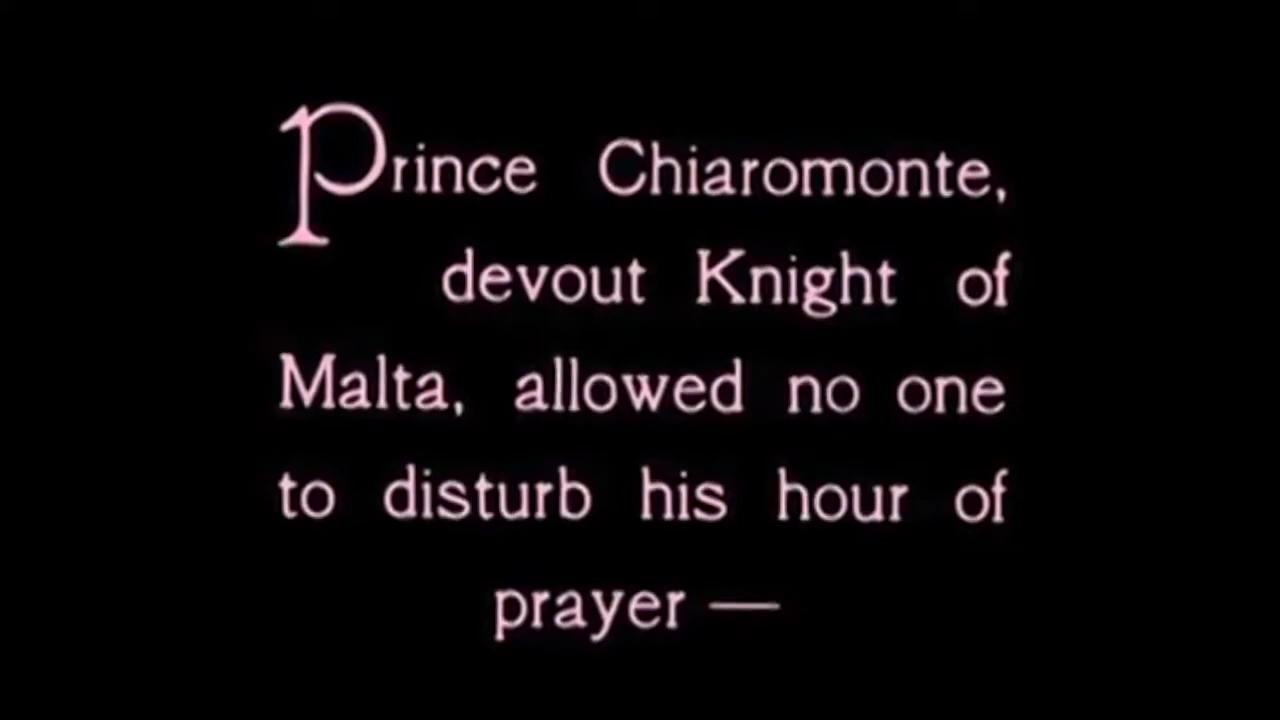 Prince Chiaromonte,
devout Knight of
Malta, allowed no one
to disturb his hour of
prayer —